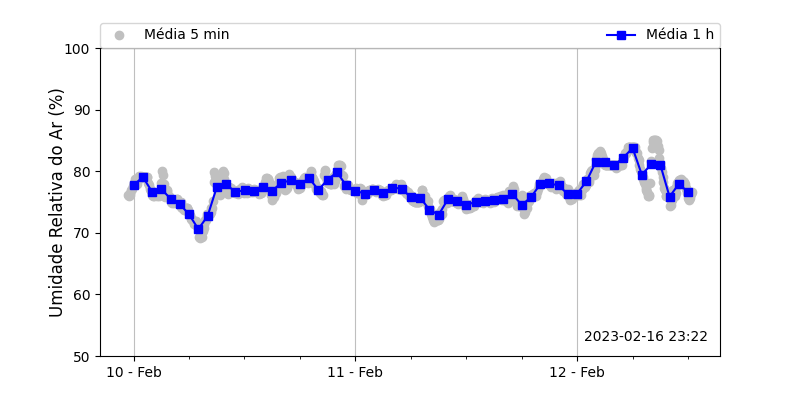 Média 5 min
Média 1 h
Umidade Relativa do Ar (%)
100
90
80
70
60
50
2023-02-16 23:22
10 - Feb
11 - Feb
12 - Feb